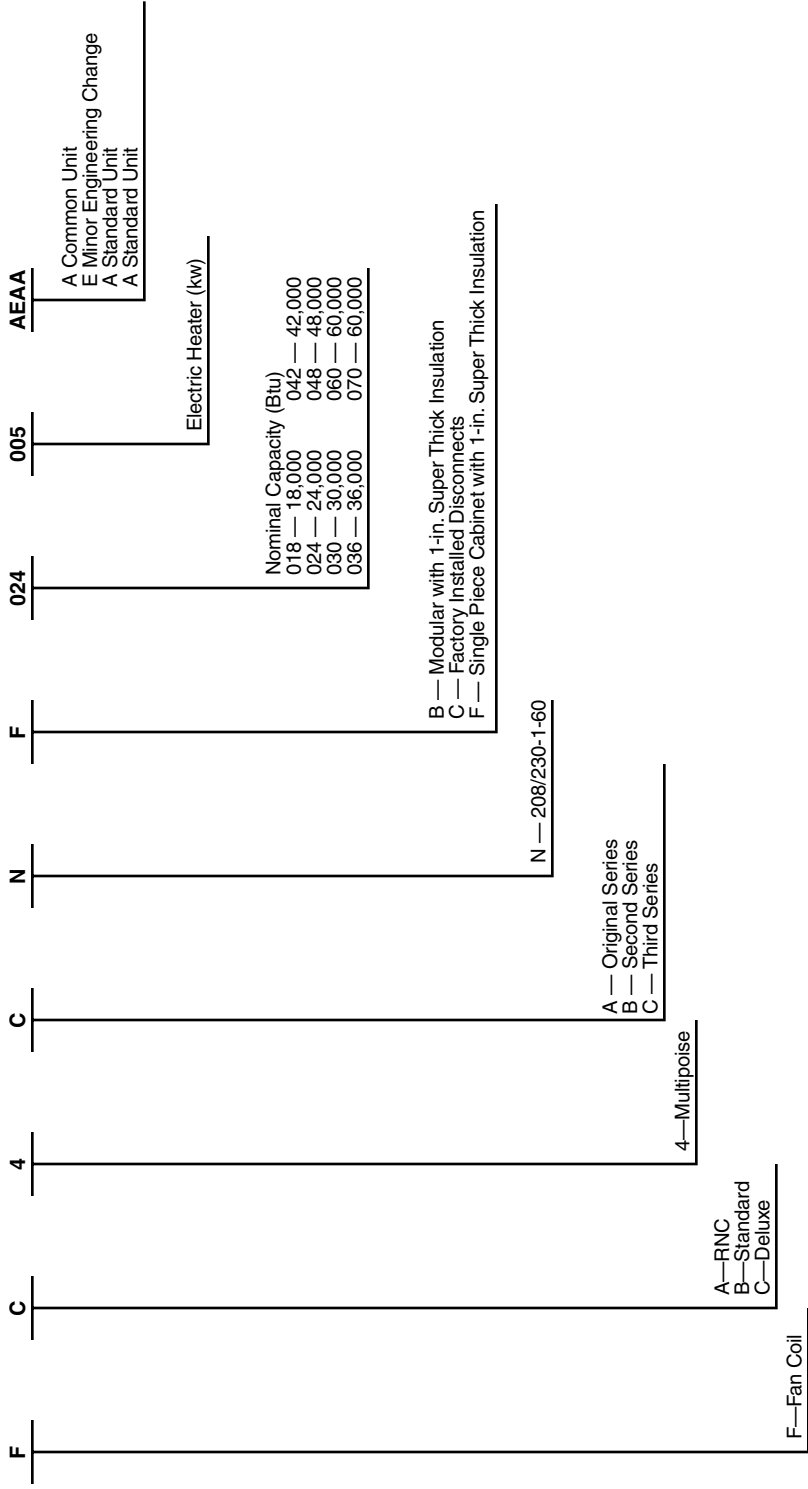 F C 4 C N F 024 005 AEAA
A Common Unit
E Minor Engineering Change
A Standard Unit
A Standard Unit
Electric Heater (kw)
Nominal Capacity (Btu)
018 — 18,000 042 — 42,000
024 — 24,000 048 — 48,000
030 — 30,000 060 — 60,000
036 — 36,000 070 — 60,000
B — Modular with 1-in. Super Thick Insulation
C — Factory Installed Disconnects
F — Single Piece Cabinet with 1-in. Super Thick Insulation
N — 208/230-1-60
A — Original Series
B — Second Series
C — Third Series
4—Multipoise
A—RNC
B—Standard
C—Deluxe
F—Fan Coil